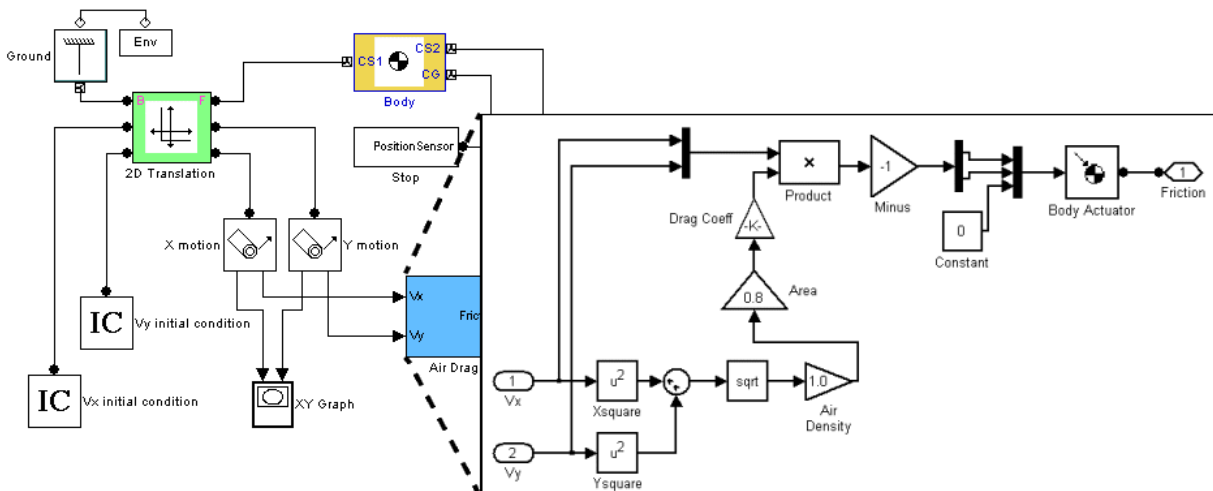 Ground
Env
B
F
2D Translation
CS1
CS2
CG
Body
PositionSensor
Stop
X motion
Y motion
IC
Vy initial condition
IC
Vx initial condition
XY Graph
Vx
Vy
Fric
Air Drag
×
Product
-1
Minus
0
Constant
Body Actuator
1
Friction
Drag Coeff
-K-
0.8
Area
1
Vx
u²
Xsquare
sqrt
1.0
Air
Density
2
Vy
u²
Ysquare